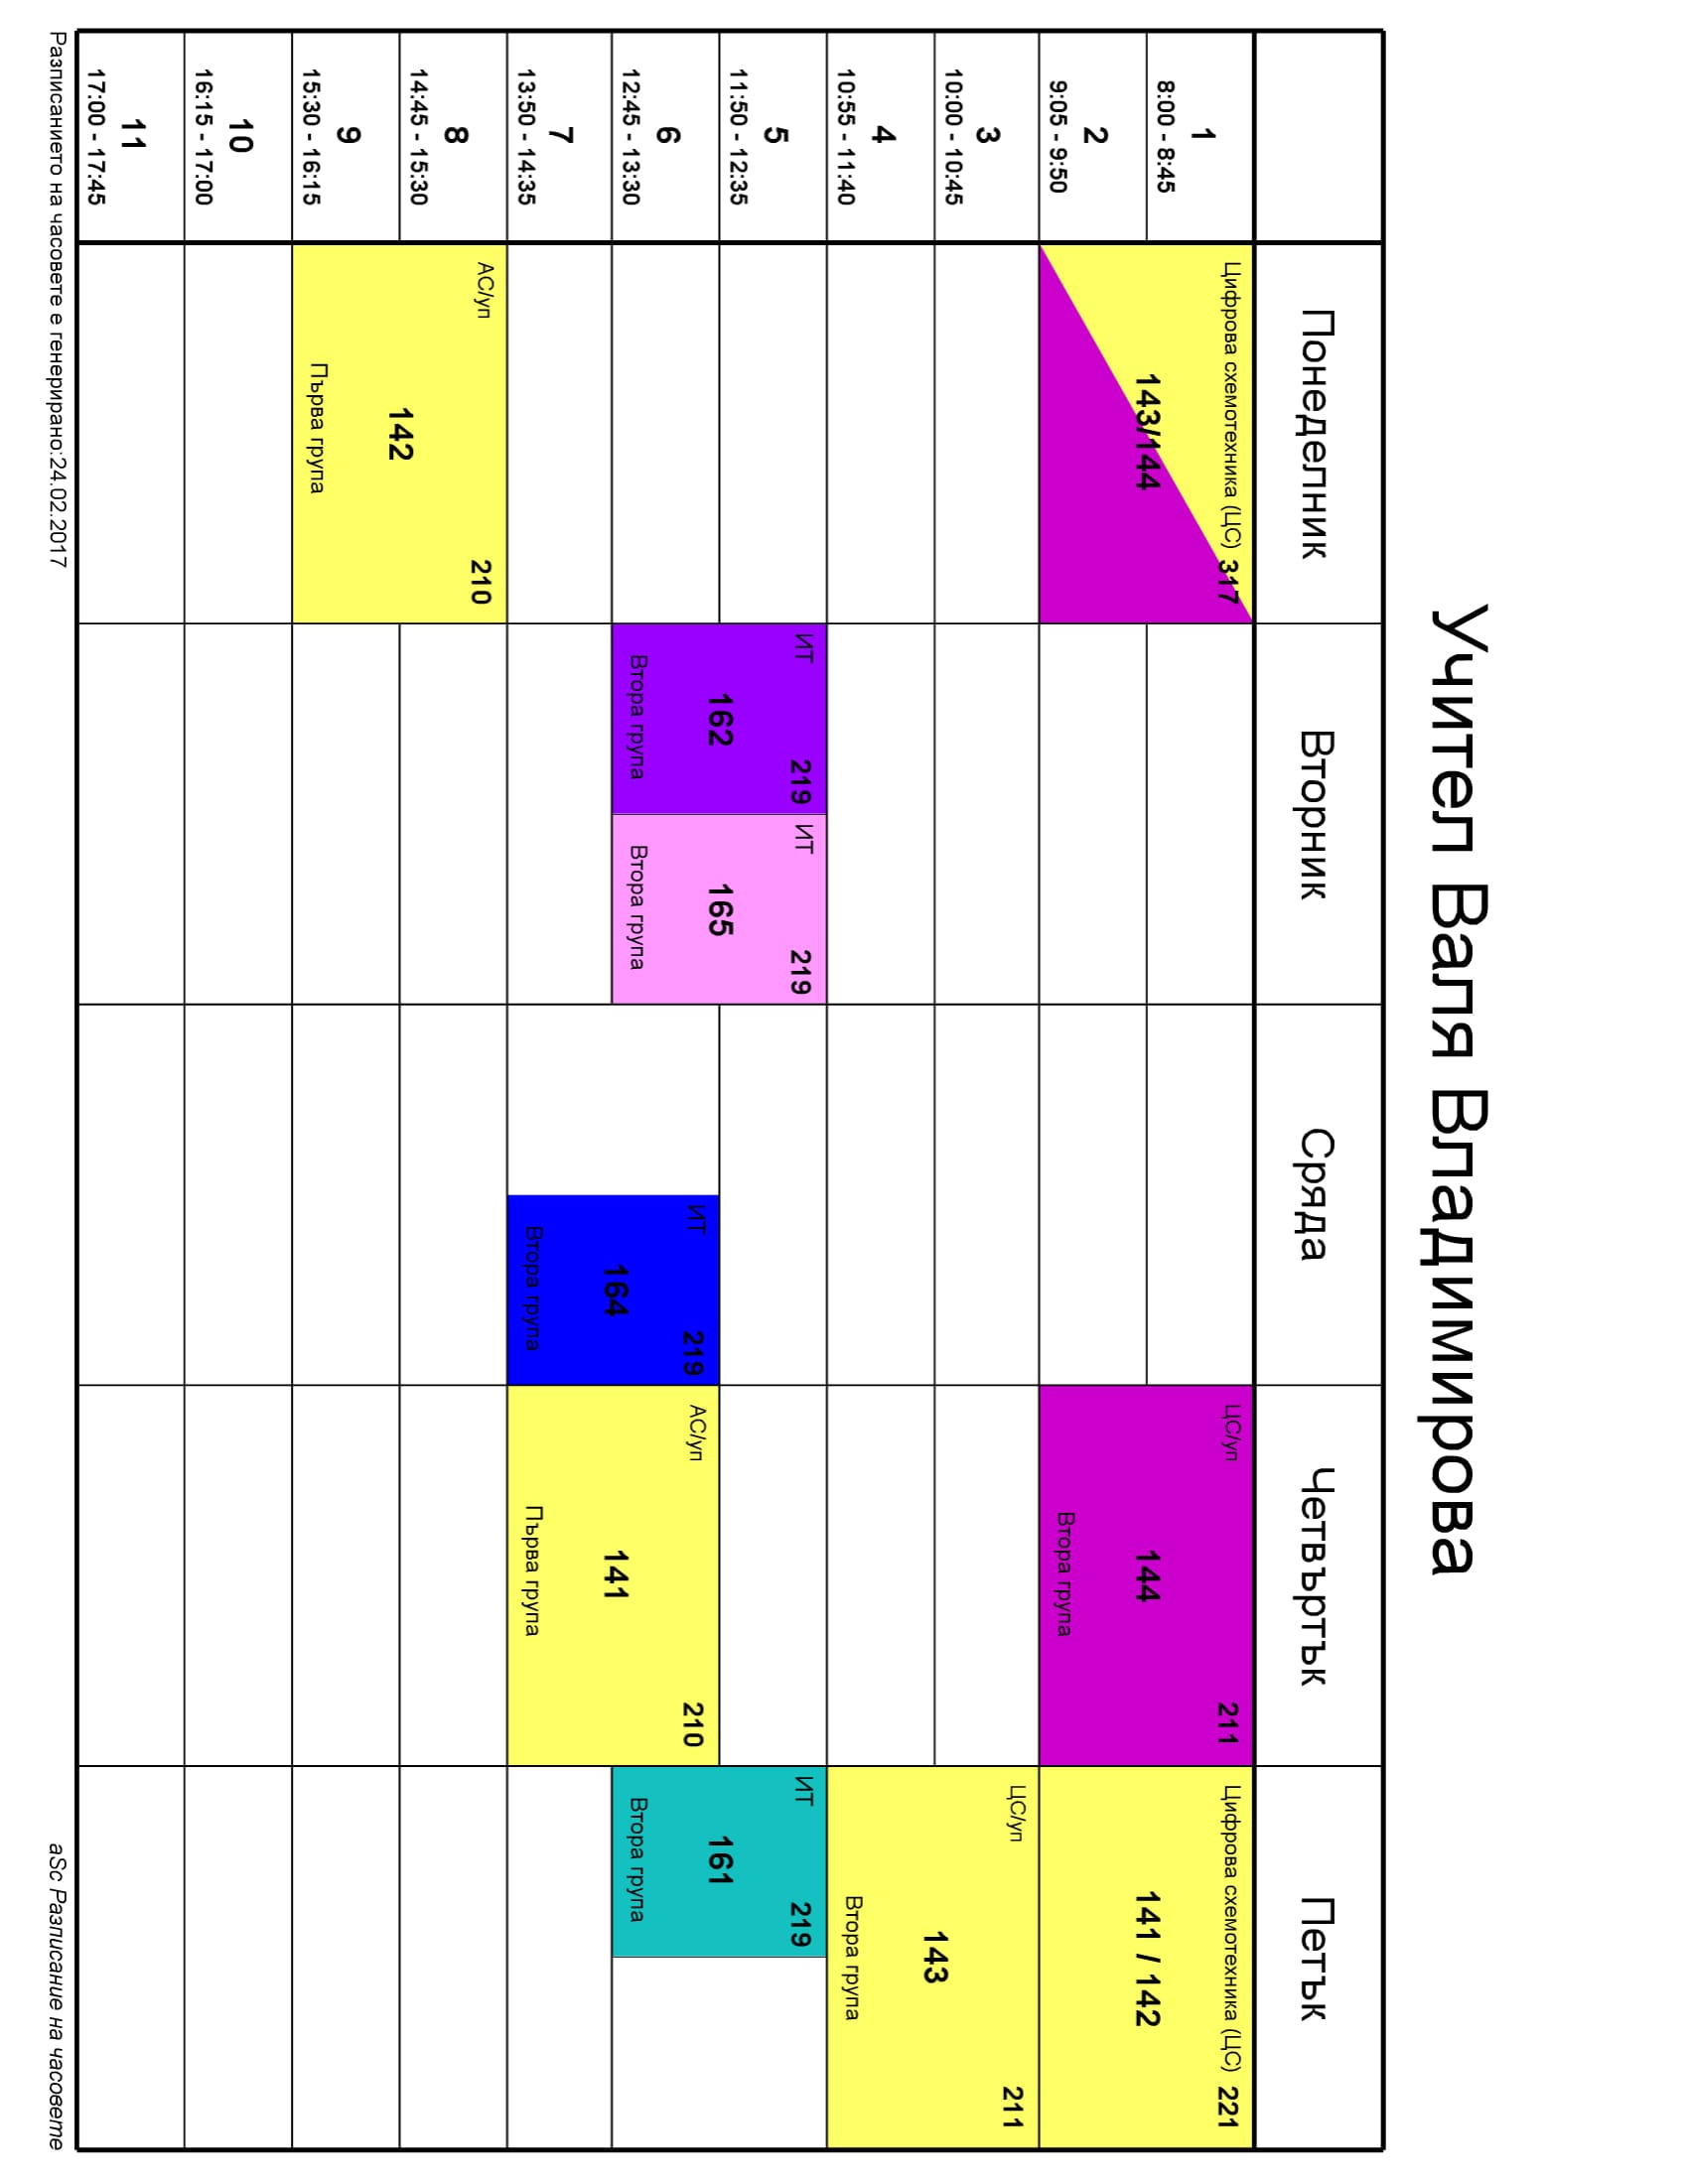 Учител Валя Владимирова
Понеделник
Вторник
Сряда
Четвъртък
Петък
1
8:00 - 8:45
2
9:05 - 9:50
3
10:00 - 10:45
4
10:55 - 11:40
5
11:50 - 12:35
6
12:45 - 13:30
7
13:50 - 14:35
8
14:45 - 15:30
9
15:30 - 16:15
10
16:15 - 17:00
11
17:00 - 17:45
Цифрова схемотехника (ЦС) 317
143/144
АС/уп 210
142
Първа група
ИТ 219
162
Втора група
ИТ 219
165
Втора група
ИТ 219
164
Втора група
ЦС/уп 211
144
Втора група
АС/уп 210
141
Първа група
Цифрова схемотехника (ЦС) 221
141 / 142
ЦС/уп 211
143
Втора група
ИТ 219
161
Втора група
Разписанието на часовете е генерирано:24.02.2017
aSc Разписание на часовете